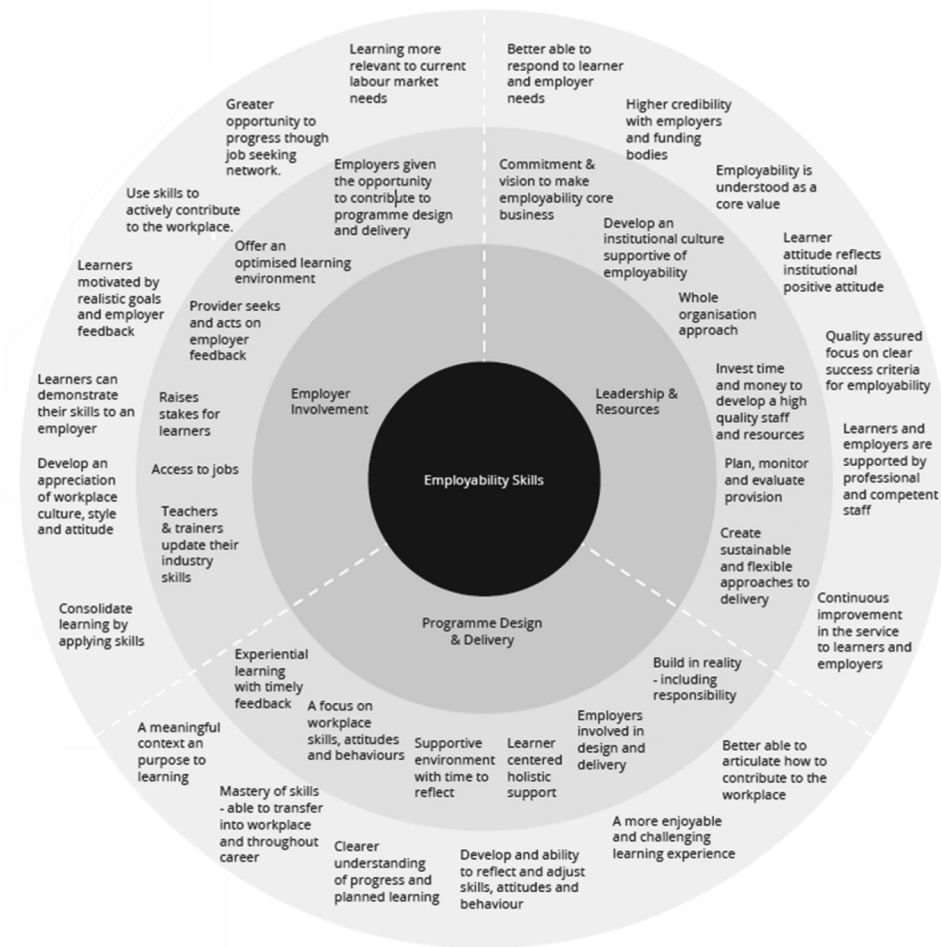 Learning more
relevant to current
labour market
needs
Better able to
respond to learner
and employer
needs
Greater
opportunity to
progress though
job seeking
network.
Higher credibility
with employers
and funding
bodies
Employers given
the opportunity
to contribute to
programme design
and delivery
Commitment &
vision to make
employability core
business
Employability is
understood as a
core value
Use skills to
actively contribute
to the workplace.
Develop an
institutional culture
supportive of
employability
Learner
attitude reflects
institutional
positive attitude
Offer an
optimised learning
environment
Learners
motivated by
realistic goals
and employer
feedback
Whole
organisation
approach
Provider seeks
and acts on
employer
feedback
Quality assured
focus on clear
success criteria
for employability
Learners can
demonstrate
their skills to an
employer
Raises
stakes for
learners
Employer
Involvement
Leadership &
Resources
Invest time
and money to
develop a high
quality staff
and resources
Learners and
employers are
supported by
professional
and competent
staff
Develop an
appreciation
of workplace
culture, style
and attitude
Access to jobs
Employability Skills
Plan, monitor
and evaluate
provision
Teachers
& trainers
update their
industry
skills
Create
sustainable
and flexible
approaches to
delivery
Consolidate
learning by
applying skills
Continuous
improvement
in the service
to learners and
employers
Programme Design
& Delivery
Experiential
learning
with timely
feedback
Build in reality
- including
responsibility
A focus on
workplace
skills, attitudes
and behaviours
Supportive
environment
with time to
reflect
Learner
centered
holistic
support
Employers
involved in
design and
delivery
A meaningful
context an
purpose to
learning
Better able to
articulate how to
contribute to the
workplace
Mastery of skills
- able to transfer
into workplace
and throughout
career
Clearer
understanding
of progress and
planned learning
Develop and ability
to reflect and adjust
skills, attitudes and
behaviour
A more enjoyable
and challenging
learning experience